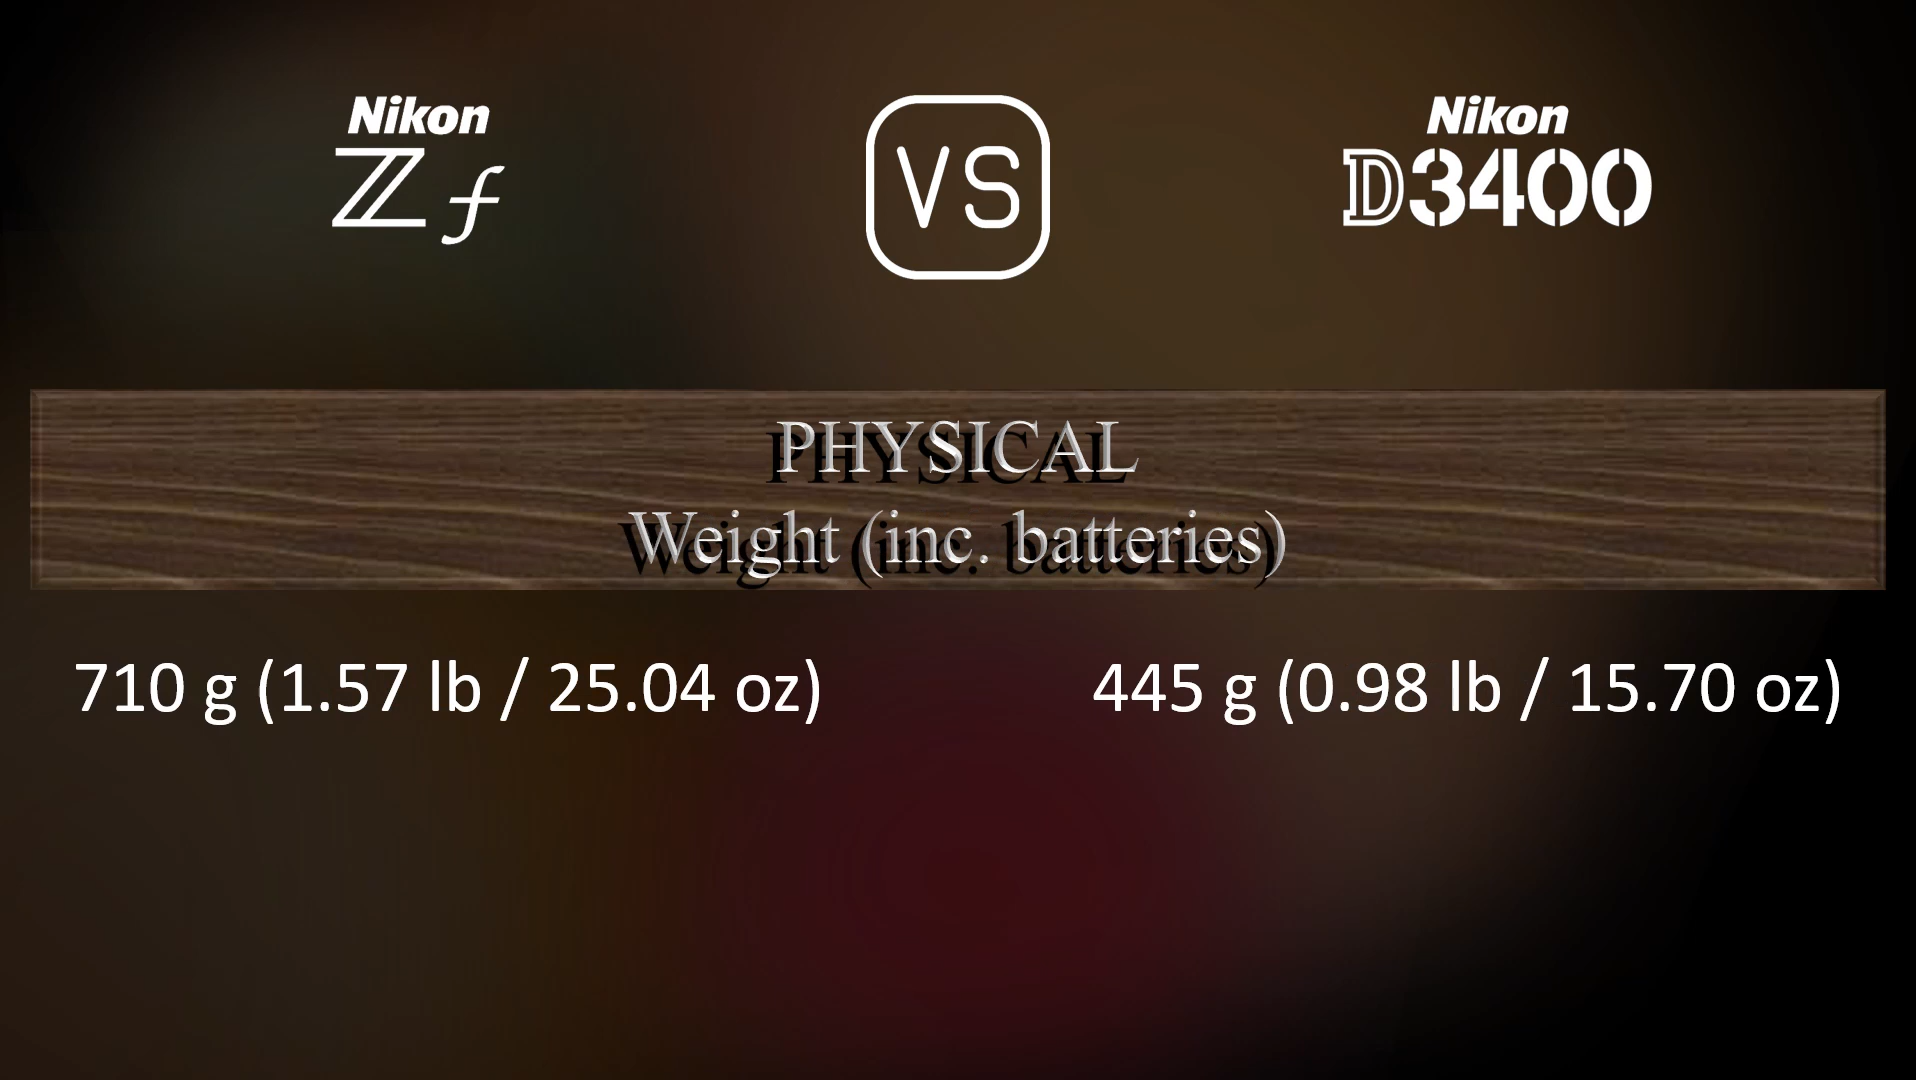 Nikon
Z f
VS
Nikon
D3400
PHYSICAL
Weight (inc. batteries)
710 g (1.57 lb / 25.04 oz)
445 g (0.98 lb / 15.70 oz)